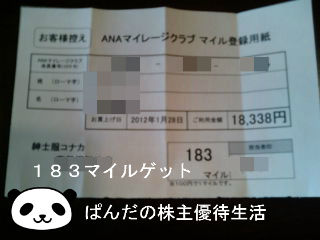 お客様控え ANAマイレージクラブ マイル登録用紙
ANAマイレージクラブ
姓 (ローマ字)
名 (ローマ字)
お買上げ日 2012年1月29日 ご利用金額 18,338円
紳士服コナカ
183
マイル
183マイルゲット
ぱんだの株主優待生活